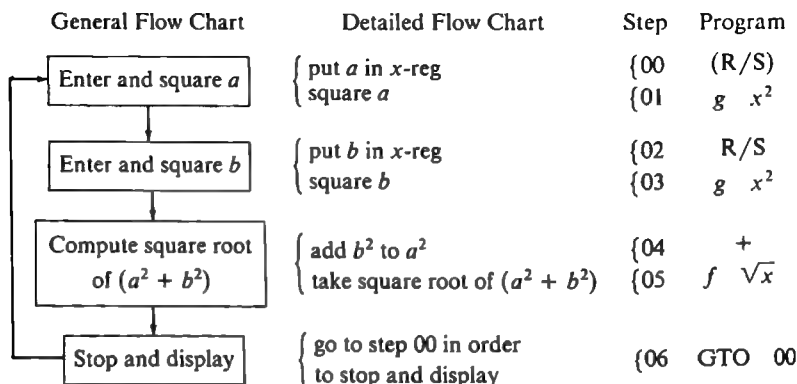 General Flow Chart Detailed Flow Chart Step Program
Enter and square a { put a in x-reg {00 (R/S)
square a {01 g x²
Enter and square b { put b in x-reg {02 R/S
square b {03 g x²
Compute square root { add b² to a² {04 +
of (a² + b²) take square root of (a² + b²) {05 f √x
Stop and display { go to step 00 in order {06 GTO 00
to stop and display